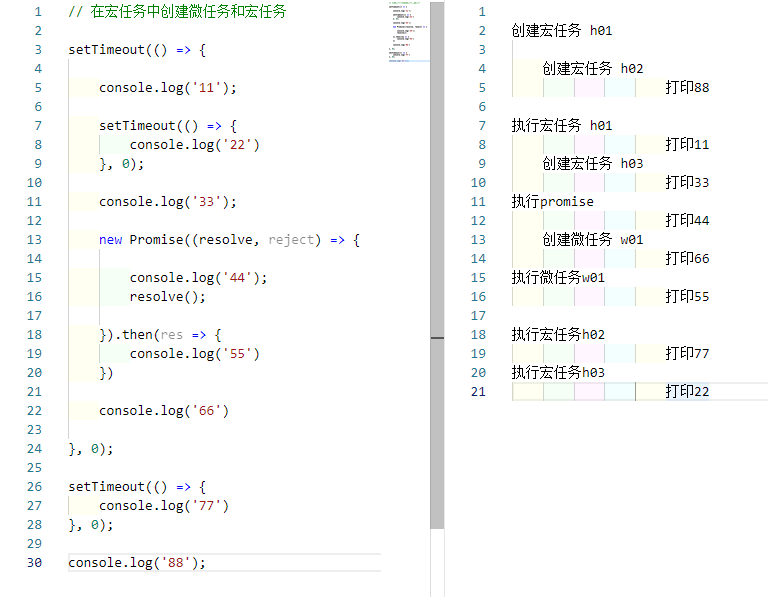 1 // 在宏任务中创建微任务和宏任务
2
3 setTimeout(() => {
4
5 console.log('11');
6
7 setTimeout(() => {
8 console.log('22')
9 }, 0);
10
11 console.log('33');
12
13 new Promise((resolve, reject) => {
14
15 console.log('44');
16 resolve();
17
18 }).then(res => {
19 console.log('55')
20 })
21
22 console.log('66')
23
24 }, 0);
25
26 setTimeout(() => {
27 console.log('77')
28 }, 0);
29
30 console.log('88');
1
2 创建宏任务 h01
3
4 创建宏任务 h02
5 打印88
6
7 执行宏任务 h01
8 打印11
9 创建宏任务 h03
10 打印33
11 执行promise
12 打印44
13 创建微任务 w01
14 打印66
15 执行微任务w01
16 打印55
17
18 执行宏任务h02
19 打印77
20 执行宏任务h03
21 打印22